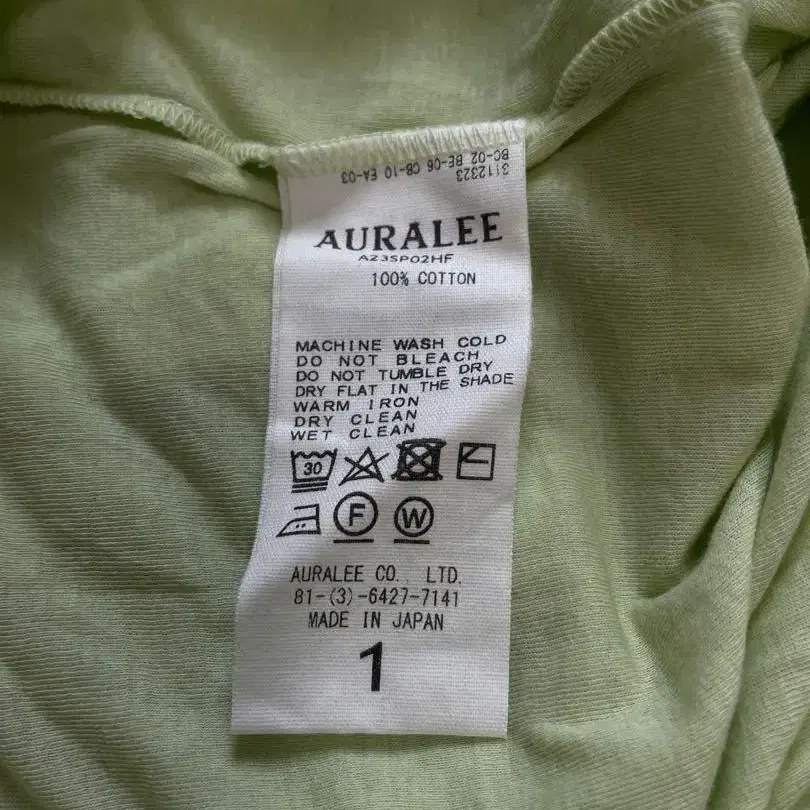 3112323
BC-02 BE-06 CB-10 EA-03
AURALEE
A23SP02HF
100% COTTON
MACHINE WASH COLD
DO NOT BLEACH
DO NOT TUMBLE DRY
DRY FLAT IN THE SHADE
WARM IRON
DRY CLEAN
WET CLEAN
30
F W
AURALEE CO., LTD.
81-(3)-6427-7141
MADE IN JAPAN
1